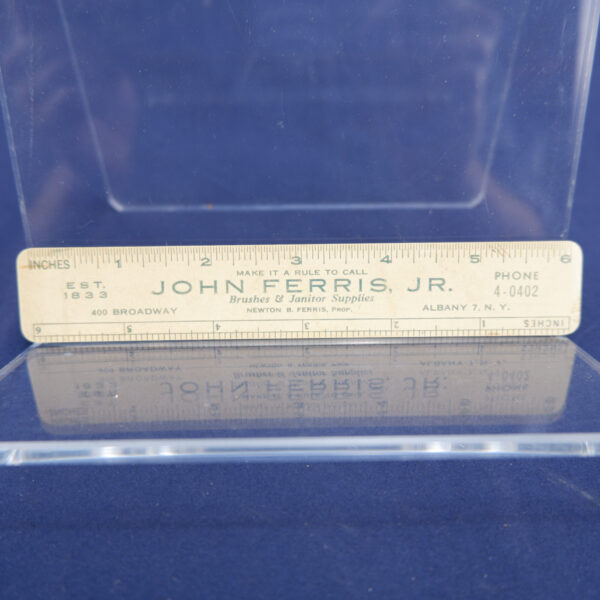 INCHES 1 2 3 4 5 6
MAKE IT A RULE TO CALL
EST. 1833
JOHN FERRIS, JR.
PHONE 4-0402
Brushes & Janitor Supplies
400 BROADWAY
NEWTON B. FERRIS, PROP.
ALBANY 7, N. Y.
INCHES 1 2 3 4 5 6